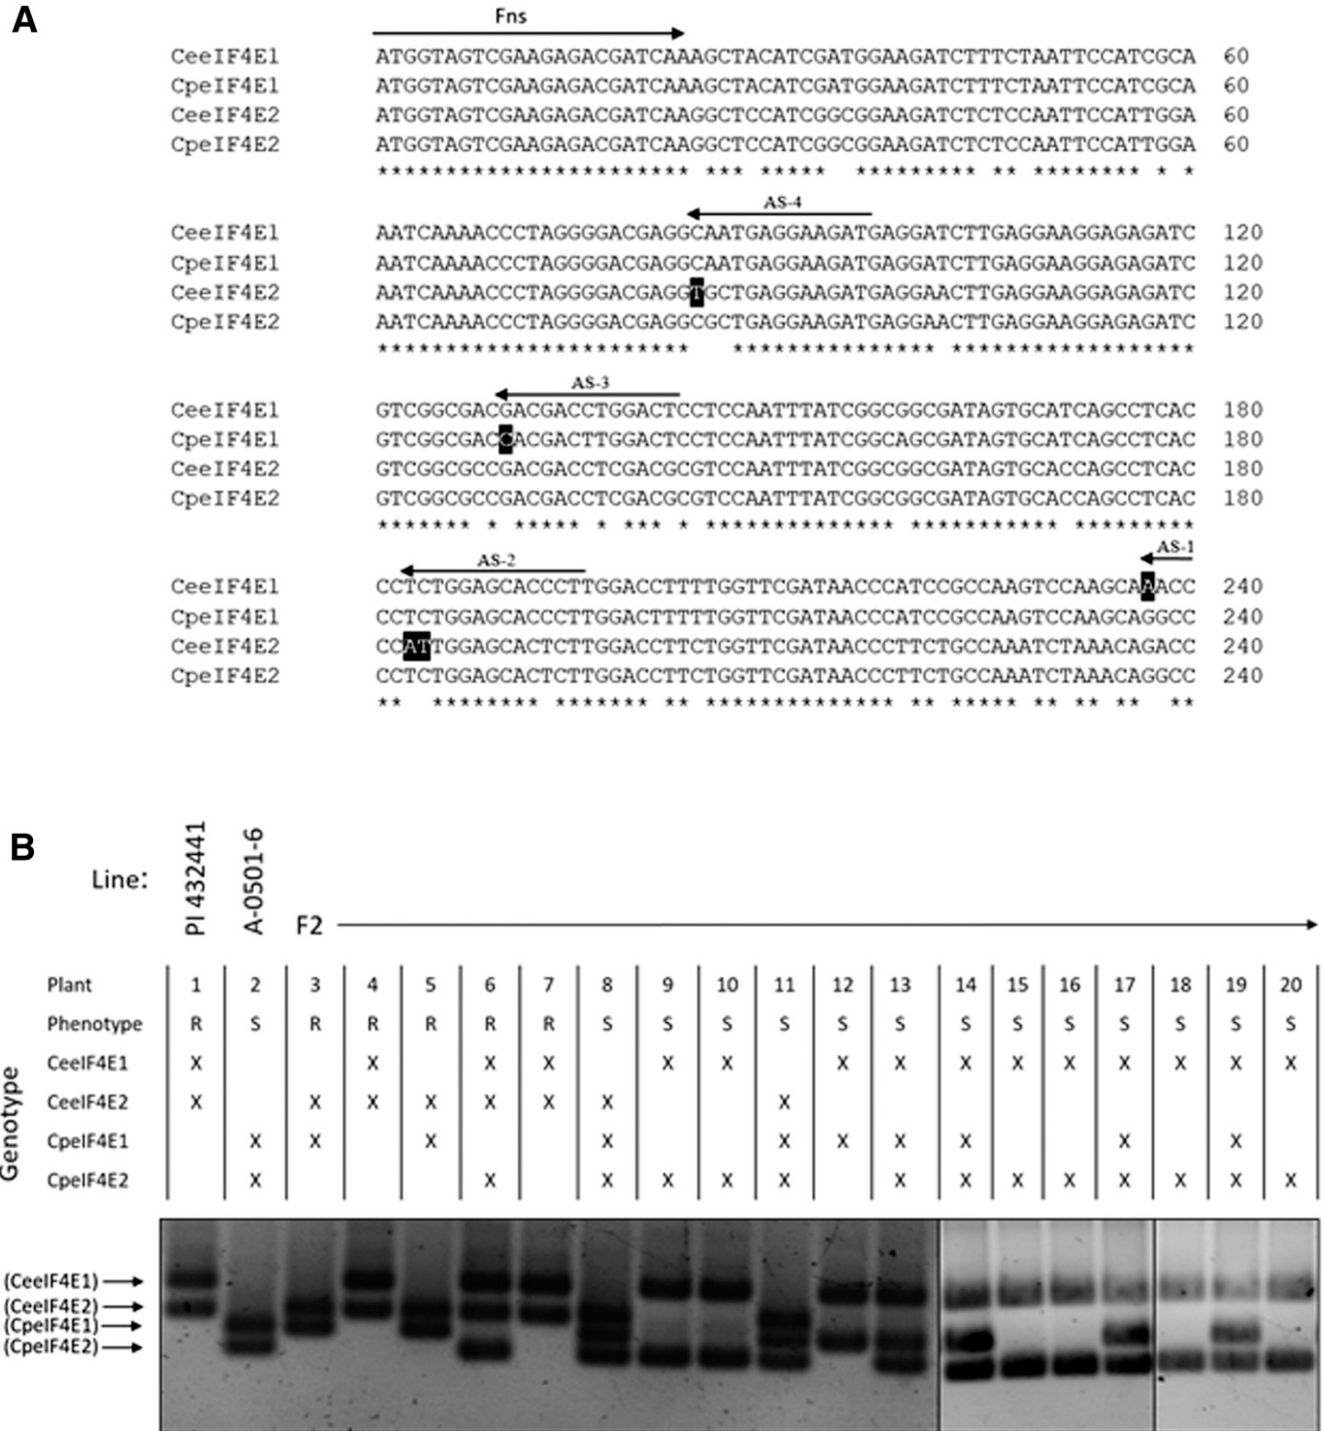 A
Fns
CeeIF4E1 ATGGTAGTCGAAGAGACGATCAAAGCTACATCGATGGAAGATCTTTCTAATTCCATCGCA 60
CpeIF4E1 ATGGTAGTCGAAGAGACGATCAAAGCTACATCGATGGAAGATCTTTCTAATTCCATCGCA 60
CeeIF4E2 ATGGTAGTCGAAGAGACGATCAAGGCTCCATCGGCGGAAGATCTCTCCAATTCCATTGGA 60
CpeIF4E2 ATGGTAGTCGAAGAGACGATCAAGGCTCCATCGGCGGAAGATCTCTCCAATTCCATTGGA 60
*********************** *** ***** ********* ** ******** * *
AS-4
CeeIF4E1 AATCAAAACCCTAGGGGACGAGGCAATGAGGAAGATGAGGATCTTGAGGAAGGAGAGATC 120
CpeIF4E1 AATCAAAACCCTAGGGGACGAGGCAATGAGGAAGATGAGGATCTTGAGGAAGGAGAGATC 120
CeeIF4E2 AATCAAAACCCTAGGGGACGAGGTGCTGAGGAAGATGAGGAACTTGAGGAAGGAGAGATC 120
CpeIF4E2 AATCAAAACCCTAGGGGACGAGGCGCTGAGGAAGATGAGGAACTTGAGGAAGGAGAGATC 120
*********************** *************** ******************
AS-3
CeeIF4E1 GTCGGCGACGACGACCTGGACTCCTCCAATTTATCGGCGGCGATAGTGCATCAGCCTCAC 180
CpeIF4E1 GTCGGCGACCACGACTTGGACTCCTCCAATTTATCGGCAGCGATAGTGCATCAGCCTCAC 180
CeeIF4E2 GTCGGCGCCGACGACCTCGACGCGTCCAATTTATCGGCGGCGATAGTGCACCAGCCTCAC 180
CpeIF4E2 GTCGGCGCCGACGACCTCGACGCGTCCAATTTATCGGCGGCGATAGTGCACCAGCCTCAC 180
******* * ***** * *** * ************** *********** *********
AS-2 AS-1
CeeIF4E1 CCTCTGGAGCACCCTTGGACCTTTTGGTTCGATAACCCATCCGCCAAGTCCAAGCAAACC 240
CpeIF4E1 CCTCTGGAGCACCCTTGGACTTTTTGGTTCGATAACCCATCCGCCAAGTCCAAGCAGGCC 240
CeeIF4E2 CCATTGGAGCACTCTTGGACCTTCTGGTTCGATAACCCTTCTGCCAAATCTAAACAGACC 240
CpeIF4E2 CCTCTGGAGCACTCTTGGACCTTCTGGTTCGATAACCCTTCTGCCAAATCTAAACAGGCC 240
** ******** ******* ** ************** ** ***** ** ** ** **
B
Line: PI 432441 A-0501-6 F2
Plant 1 2 3 4 5 6 7 8 9 10 11 12 13 14 15 16 17 18 19 20
Phenotype R S R R R R R S S S S S S S S S S S S S
Genotype
CeeIF4E1 X X X X X X X X X X X X X X X
CeeIF4E2 X X X X X X X X
CpeIF4E1 X X X X X X X X X X
CpeIF4E2 X X X X X X X X X X X X X X
(CeeIF4E1)
(CeeIF4E2)
(CpeIF4E1)
(CpeIF4E2)